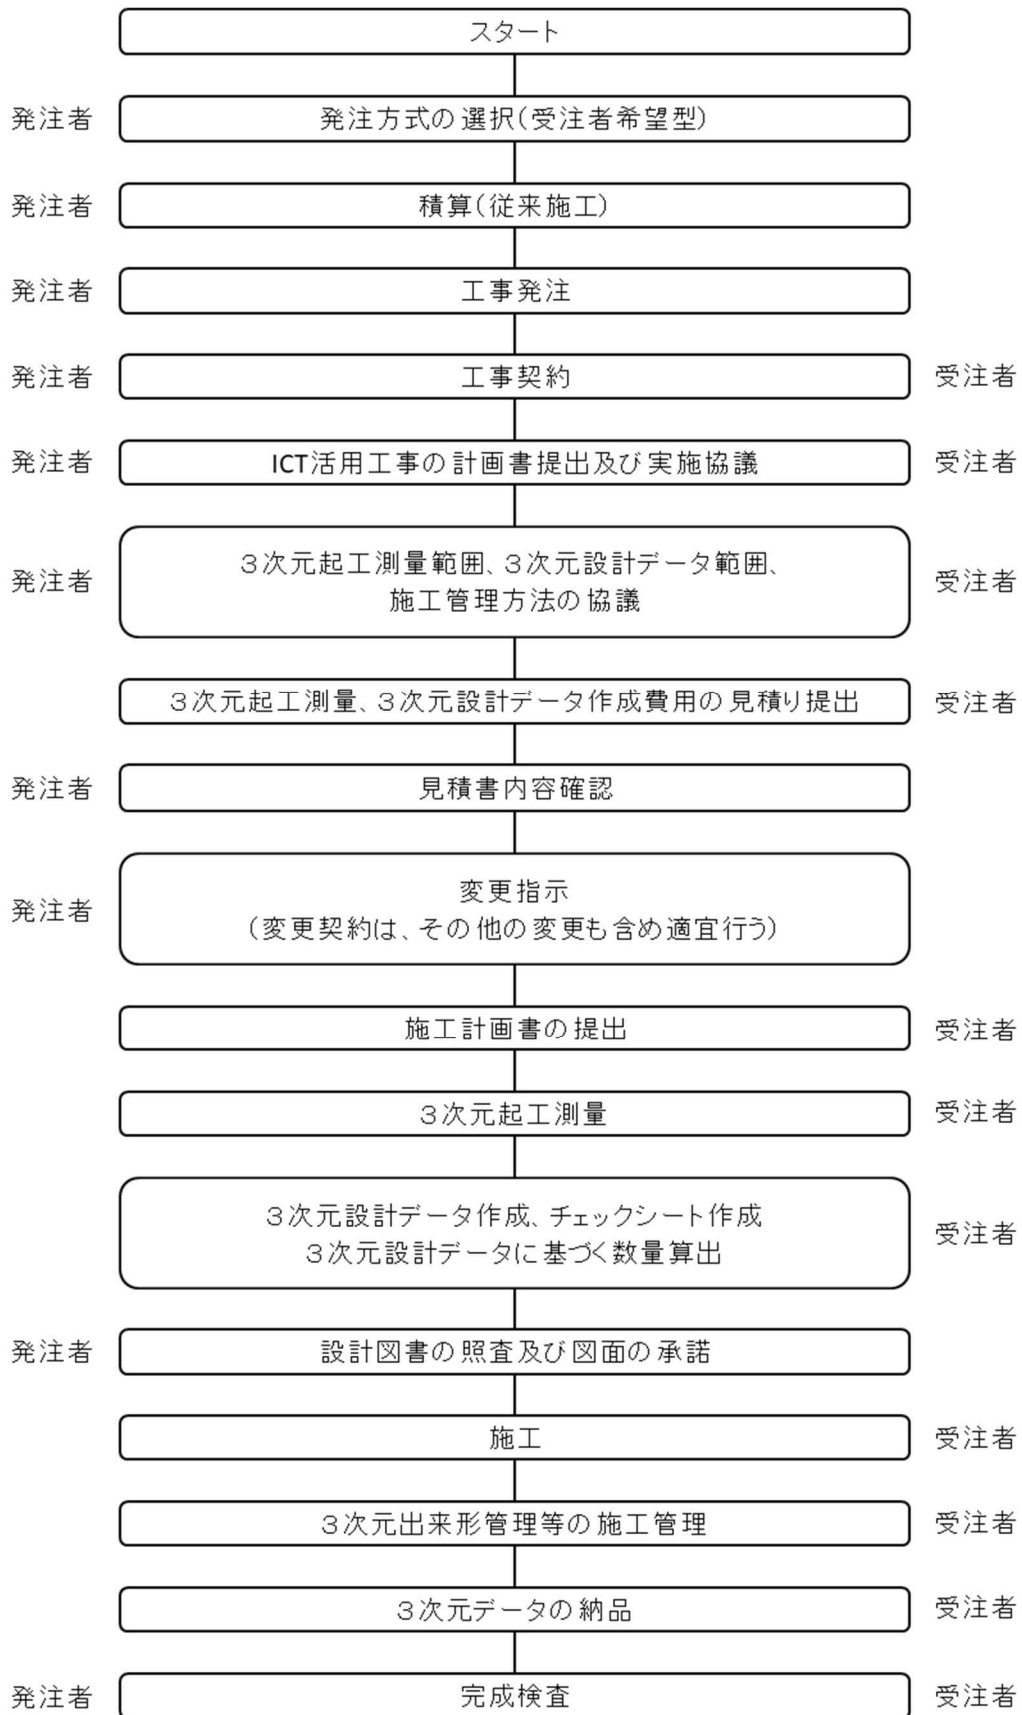 スタート
発注者 発注方式の選択(受注者希望型)
発注者 積算(従来施工)
発注者 工事発注
発注者 工事契約 受注者
発注者 ICT活用工事の計画書提出及び実施協議 受注者
3次元起工測量範囲、3次元設計データ範囲、
発注者 受注者
施工管理方法の協議
3次元起工測量、3次元設計データ作成費用の見積り提出 受注者
発注者 見積書内容確認
変更指示
発注者
(変更契約は、その他の変更も含め適宜行う)
施工計画書の提出 受注者
3次元起工測量 受注者
3次元設計データ作成、チェックシート作成
受注者
3次元設計データに基づく数量算出
発注者 設計図書の照査及び図面の承諾
施工 受注者
3次元出来形管理等の施工管理 受注者
3次元データの納品 受注者
発注者 完成検査 受注者